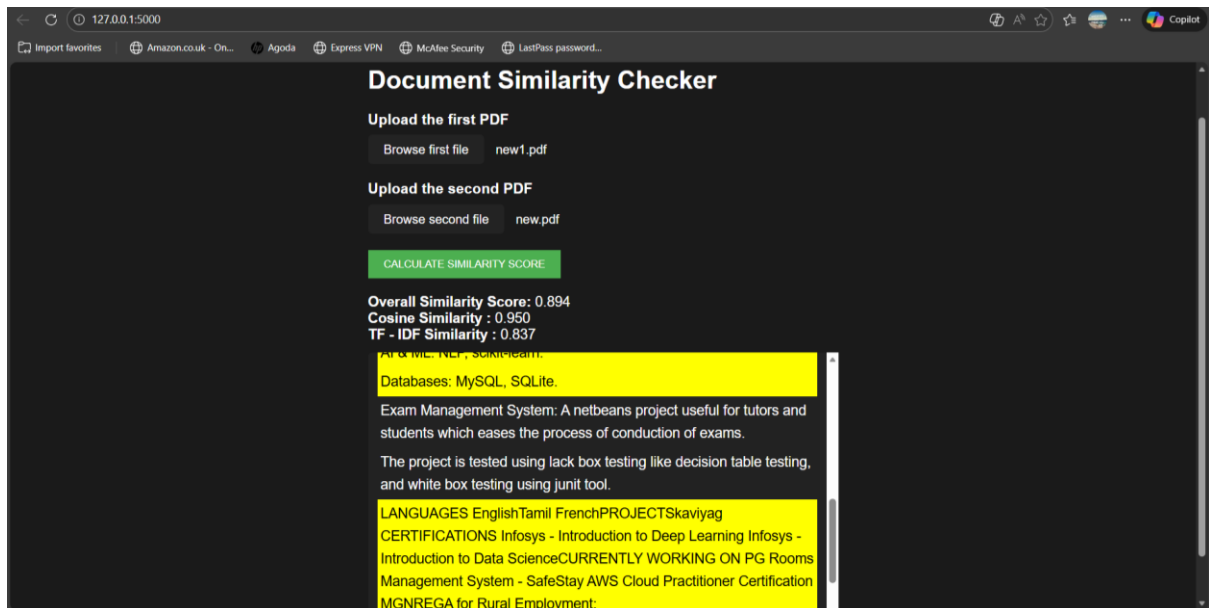 127.0.0.1:5000
Copilot
Import favorites
Amazon.co.uk - On...
Agoda
Express VPN
McAfee Security
LastPass password...
Document Similarity Checker
Upload the first PDF
Browse first file new1.pdf
Upload the second PDF
Browse second file new.pdf
CALCULATE SIMILARITY SCORE
Overall Similarity Score: 0.894
Cosine Similarity : 0.950
TF - IDF Similarity : 0.837
AI & ML: NLP, scikit-learn.
Databases: MySQL, SQLite.
Exam Management System: A netbeans project useful for tutors and
students which eases the process of conduction of exams.
The project is tested using lack box testing like decision table testing,
and white box testing using junit tool.
LANGUAGES EnglishTamil FrenchPROJECTSkaviyag
CERTIFICATIONS Infosys - Introduction to Deep Learning Infosys -
Introduction to Data ScienceCURRENTLY WORKING ON PG Rooms
Management System - SafeStay AWS Cloud Practitioner Certification
MGNREGA for Rural Employment: